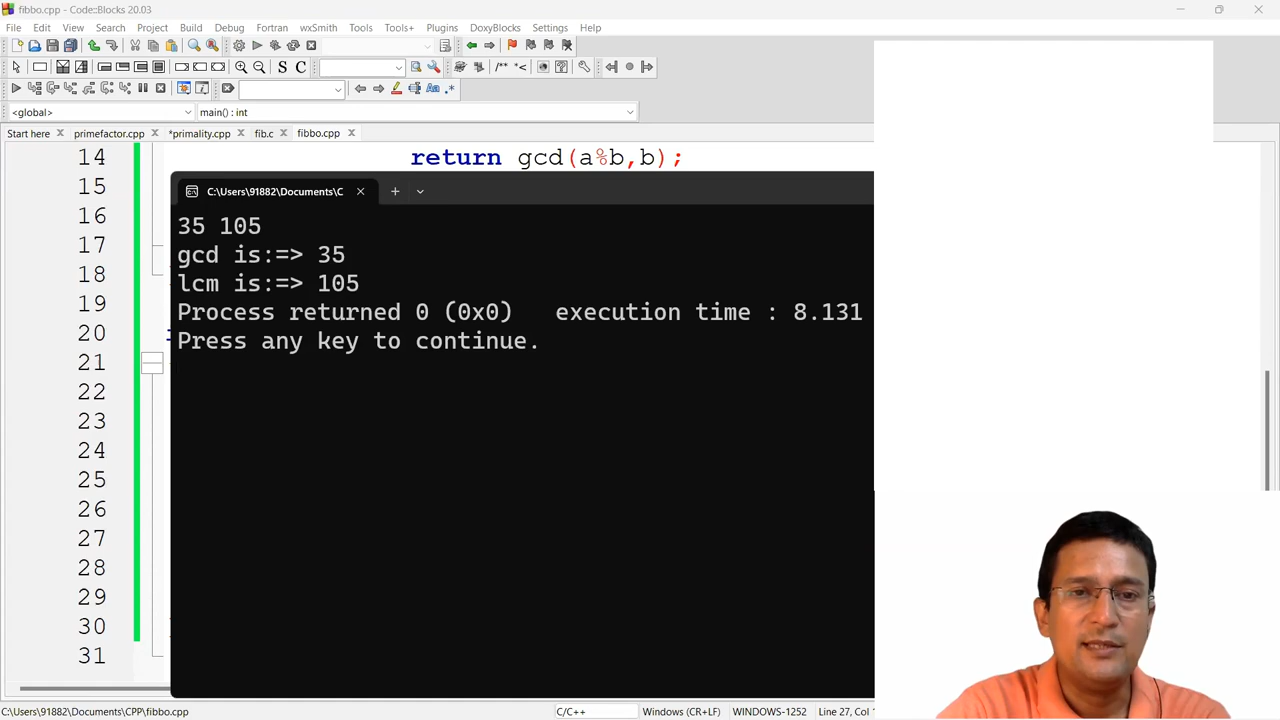 fibbo.cpp - Code::Blocks 20.03
File Edit View Search Project Build Debug Fortran wxSmith Tools Tools+ Plugins DoxyBlocks Settings Help
S C /** *<
Aa .*
<global> main() : int
Start here primefactor.cpp *primality.cpp fib.c fibbo.cpp
14 return gcd(a%b,b);
15
C:\Users\91882\Documents\C
16
35 105
17
gcd is:=> 35
18
lcm is:=> 105
19
Process returned 0 (0x0) execution time : 8.131
20
Press any key to continue.
21
22
23
24
25
26
27
28
29
30
31
C:\Users\91882\Documents\CPP\fibbo.cpp C/C++ Windows (CR+LF) WINDOWS-1252 Line 27, Col